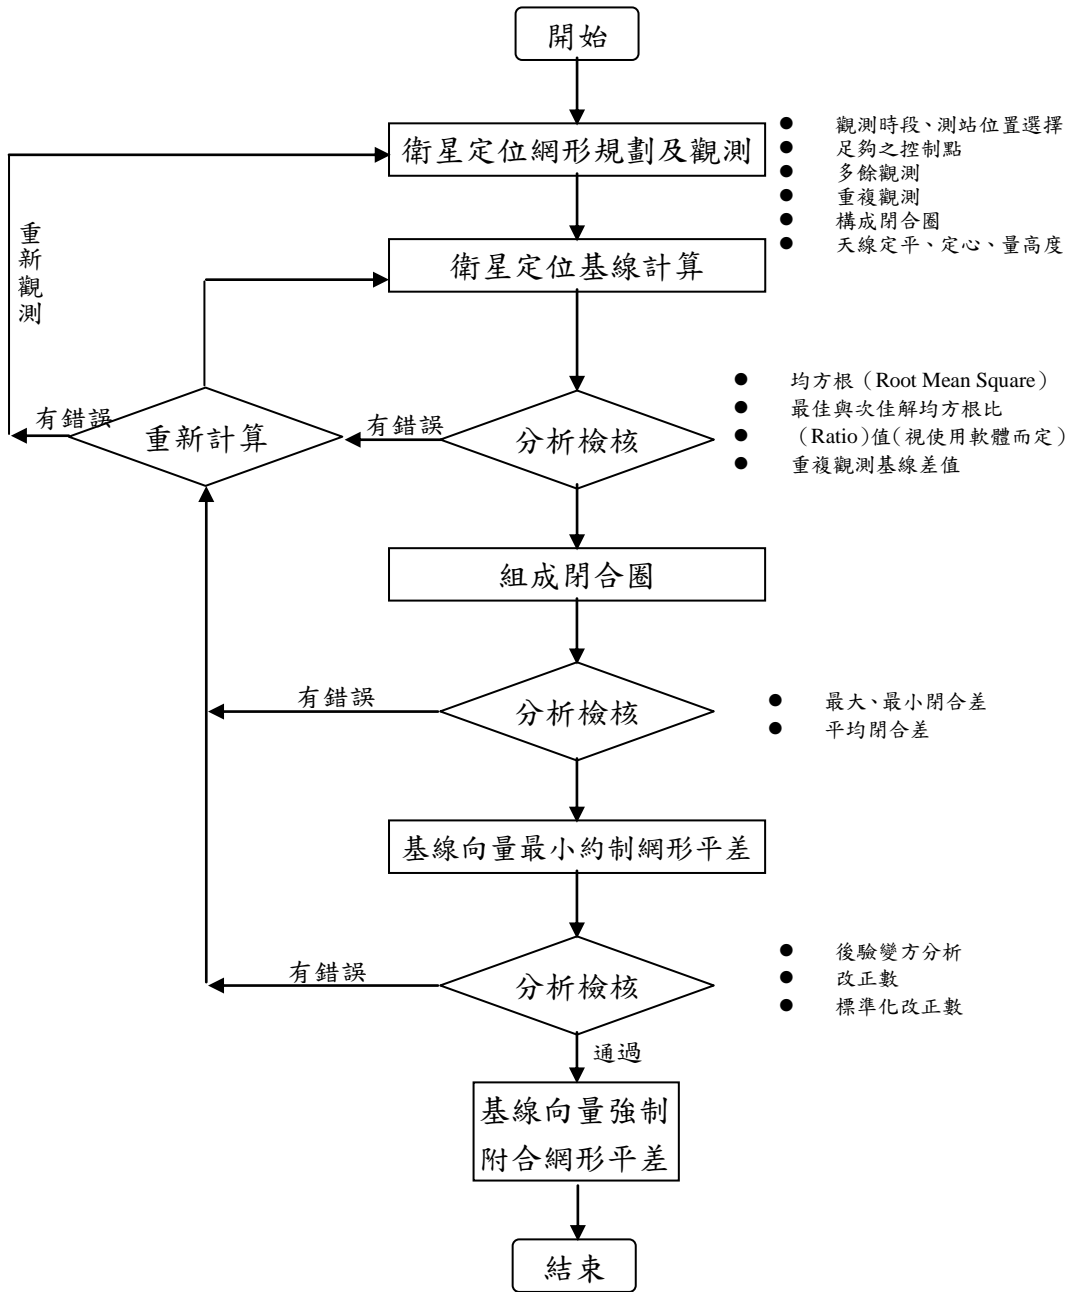 開始
衛星定位網形規劃及觀測
● 觀測時段、測站位置選擇
● 足夠之控制點
● 多餘觀測
● 重複觀測
● 構成閉合圈
● 天線定平、定心、量高度
重新觀測
衛星定位基線計算
● 均方根（Root Mean Square）
● 最佳與次佳解均方根比
● （Ratio）值（視使用軟體而定）
● 重複觀測基線差值
有錯誤
重新計算
有錯誤
分析檢核
組成閉合圈
有錯誤
分析檢核
● 最大、最小閉合差
● 平均閉合差
基線向量最小約制網形平差
有錯誤
分析檢核
● 後驗變方分析
● 改正數
● 標準化改正數
通過
基線向量強制
附合網形平差
結束